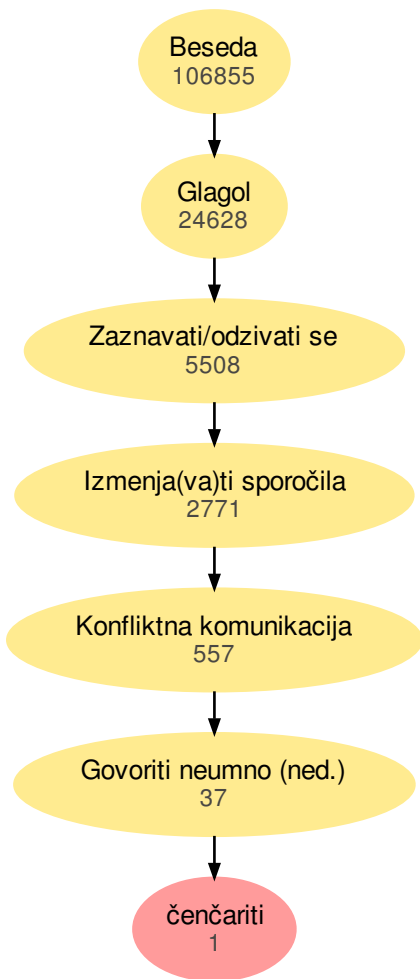 Beseda
106855
Glagol
24628
Zaznavati/odzivati se
5508
Izmenja(va)ti sporočila
2771
Konfliktna komunikacija
557
Govoriti neumno (ned.)
37
čenčariti
1